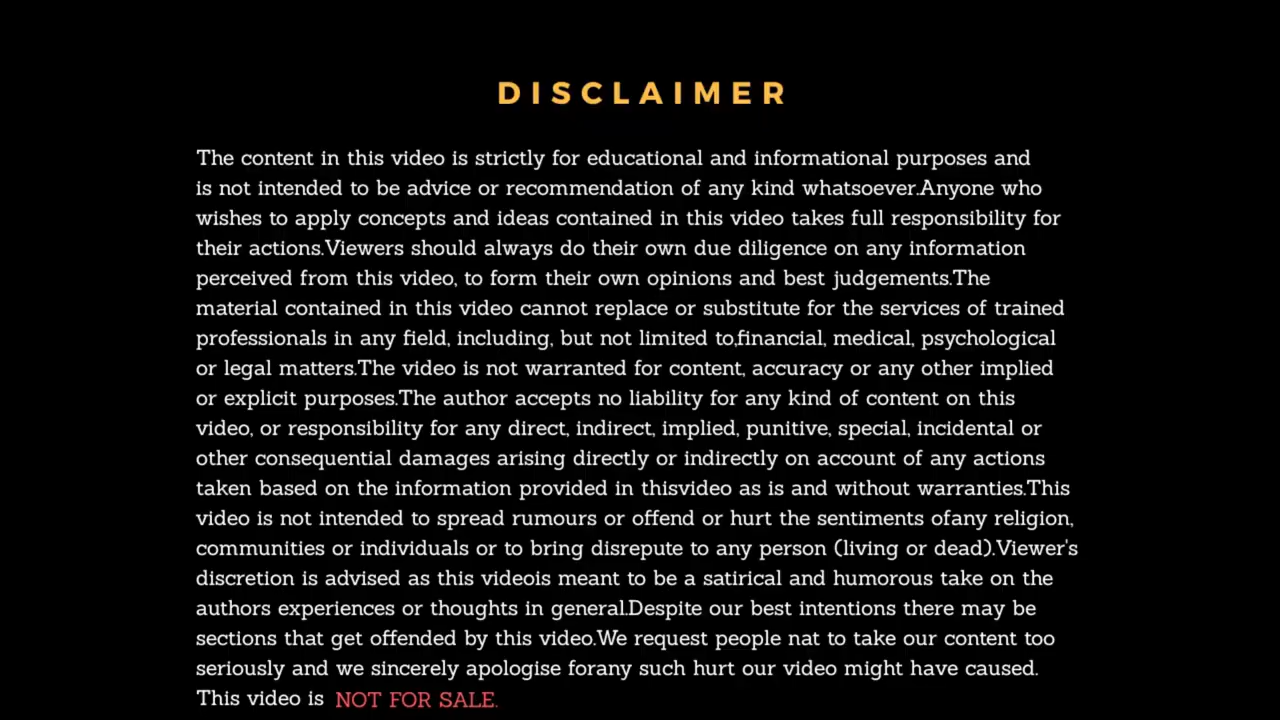 DISCLAIMER
The content in this video is strictly for educational and informational purposes and
is not intended to be advice or recommendation of any kind whatsoever.Anyone who
wishes to apply concepts and ideas contained in this video takes full responsibility for
their actions.Viewers should always do their own due diligence on any information
perceived from this video, to form their own opinions and best judgements.The
material contained in this video cannot replace or substitute for the services of trained
professionals in any field, including, but not limited to,financial, medical, psychological
or legal matters.The video is not warranted for content, accuracy or any other implied
or explicit purposes.The author accepts no liability for any kind of content on this
video, or responsibility for any direct, indirect, implied, punitive, special, incidental or
other consequential damages arising directly or indirectly on account of any actions
taken based on the information provided in thisvideo as is and without warranties.This
video is not intended to spread rumours or offend or hurt the sentiments ofany religion,
communities or individuals or to bring disrepute to any person (living or dead).Viewer's
discretion is advised as this videois meant to be a satirical and humorous take on the
authors experiences or thoughts in general.Despite our best intentions there may be
sections that get offended by this video.We request people nat to take our content too
seriously and we sincerely apologise forany such hurt our video might have caused.
This video is NOT FOR SALE.